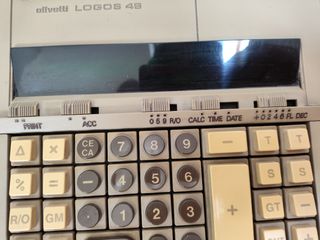 olivetti LOGOS 49
PRINT ACC 0 5 9 R/O CALC TIME DATE + 0 2 4 6 FL DEC
Δ × CE CA 7 8 9 − T T
% = − 4 5 6 S S
R/O GM 1 2 3 + GT −